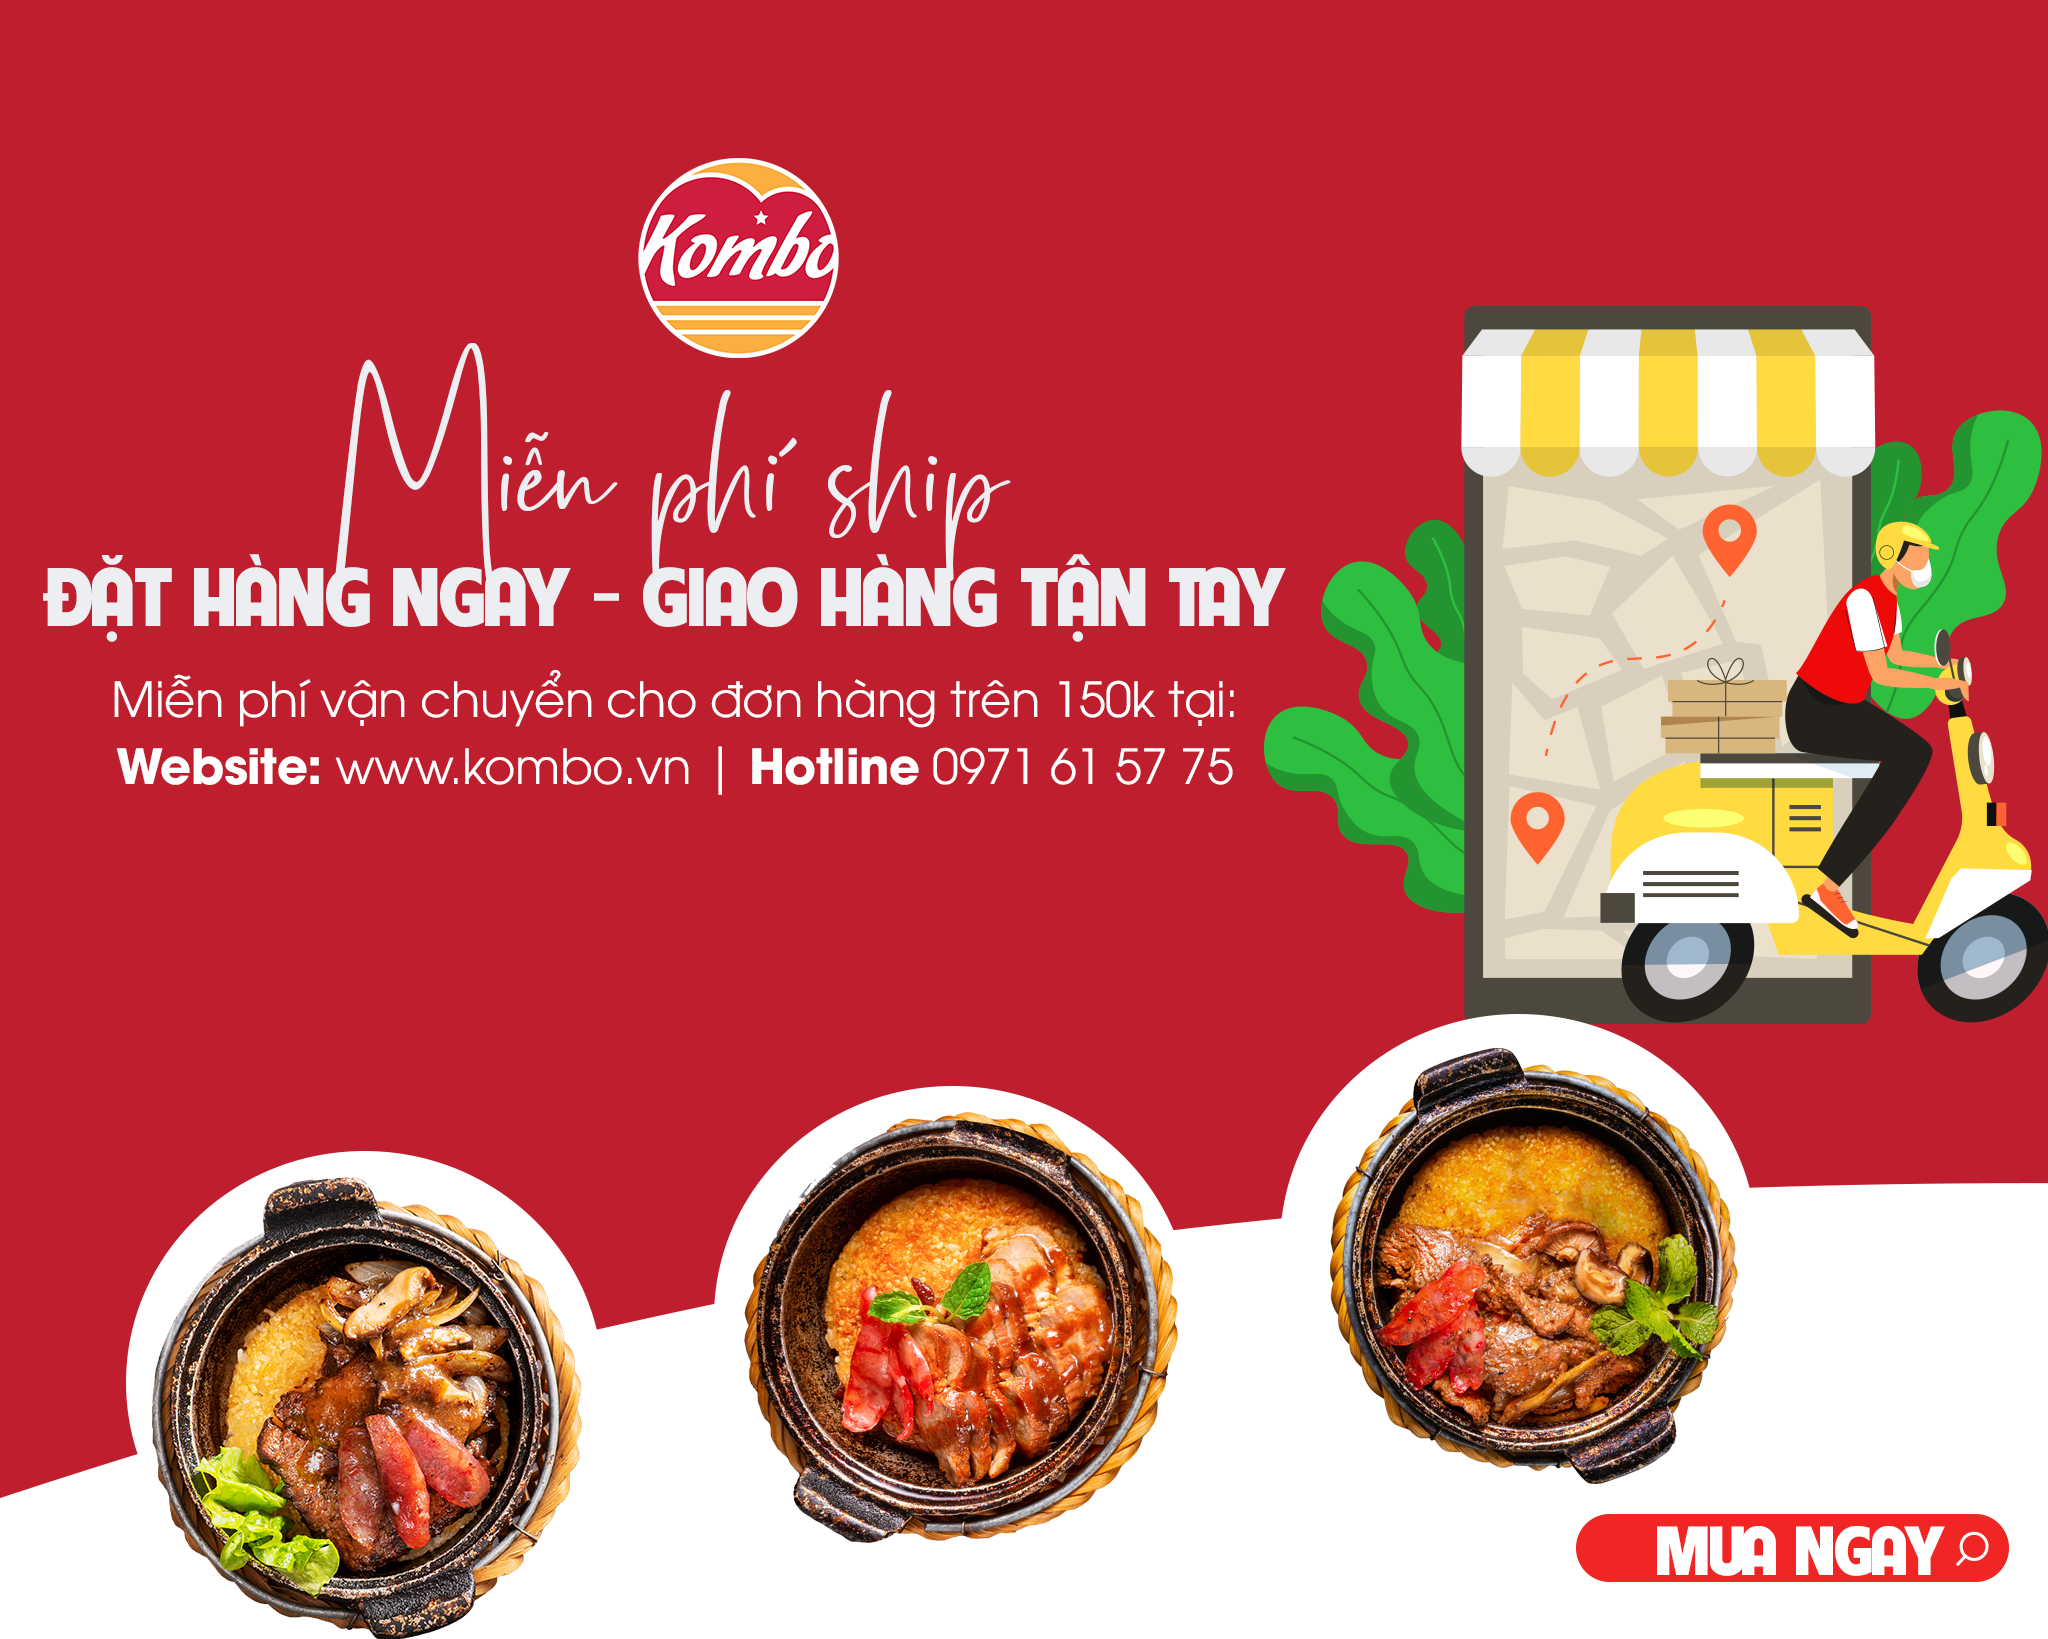 Kombo
Miễn phí ship
ĐẶT HÀNG NGAY - GIAO HÀNG TẬN TAY
Miễn phí vận chuyển cho đơn hàng trên 150k tại:
Website: www.kombo.vn | Hotline 0971 61 57 75
MUA NGAY